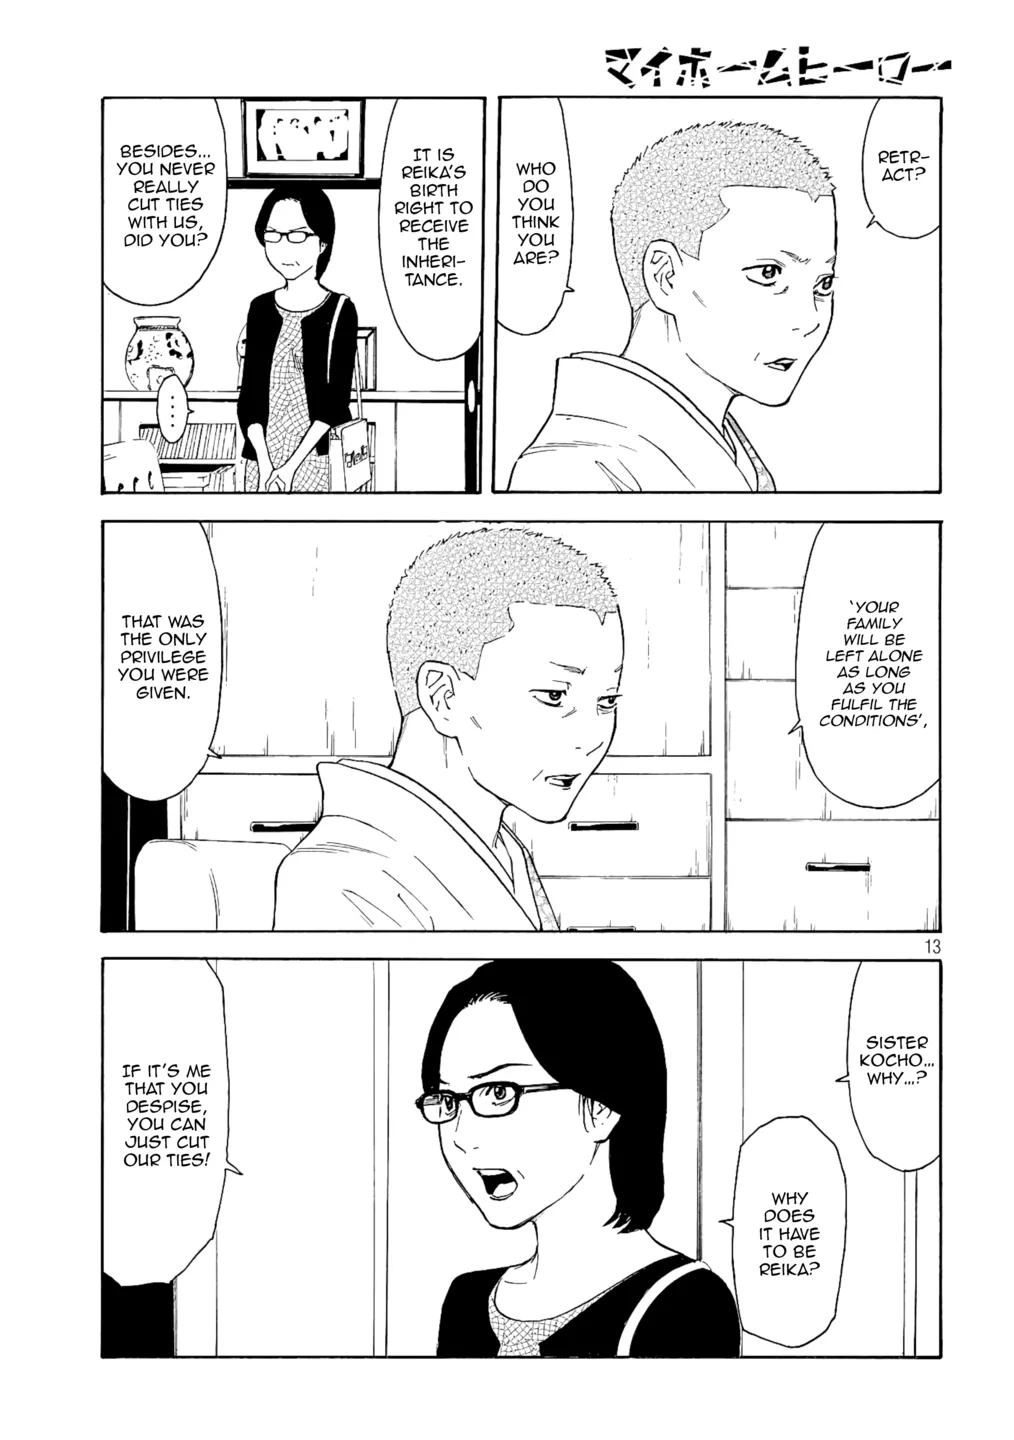 マイホームヒーロー
RETR-
ACT?
WHO
DO
YOU
THINK
YOU
ARE?
IT IS
REIKA'S
BIRTH
RIGHT TO
RECEIVE
THE
INHERI-
TANCE.
BESIDES...
YOU NEVER
REALLY
CUT TIES
WITH US,
DID YOU?
.....
'YOUR
FAMILY
WILL BE
LEFT ALONE
AS LONG
AS YOU
FULFIL THE
CONDITIONS',
THAT WAS
THE ONLY
PRIVILEGE
YOU WERE
GIVEN.
13
SISTER
KOCHO...
WHY...?
WHY
DOES
IT HAVE
TO BE
REIKA?
IF IT'S ME
THAT YOU
DESPISE,
YOU CAN
JUST CUT
OUR TIES!